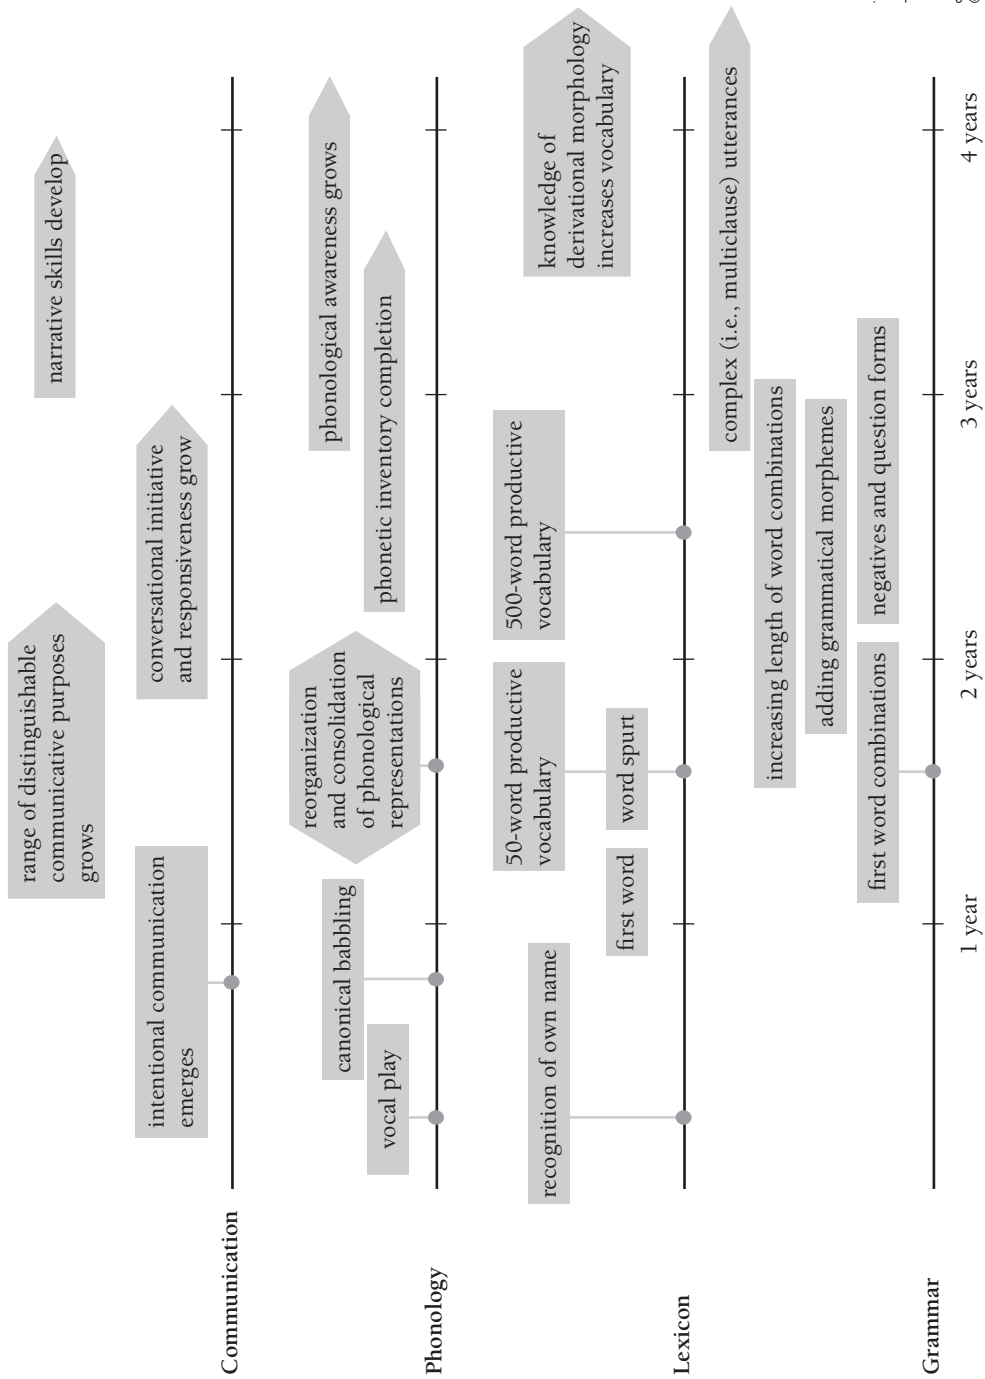 range of distinguishable
communicative purposes
grows
narrative skills develop
intentional communication
emerges
conversational initiative
and responsiveness grow
Communication
reorganization
and consolidation
of phonological
representations
phonological awareness grows
canonical babbling
phonetic inventory completion
vocal play
Phonology
50-word productive
vocabulary
500-word productive
vocabulary
knowledge of
derivational morphology
increases vocabulary
recognition of own name
first word
word spurt
Lexicon
complex (i.e., multiclause) utterances
increasing length of word combinations
adding grammatical morphemes
first word combinations
negatives and question forms
Grammar
1 year
2 years
3 years
4 years